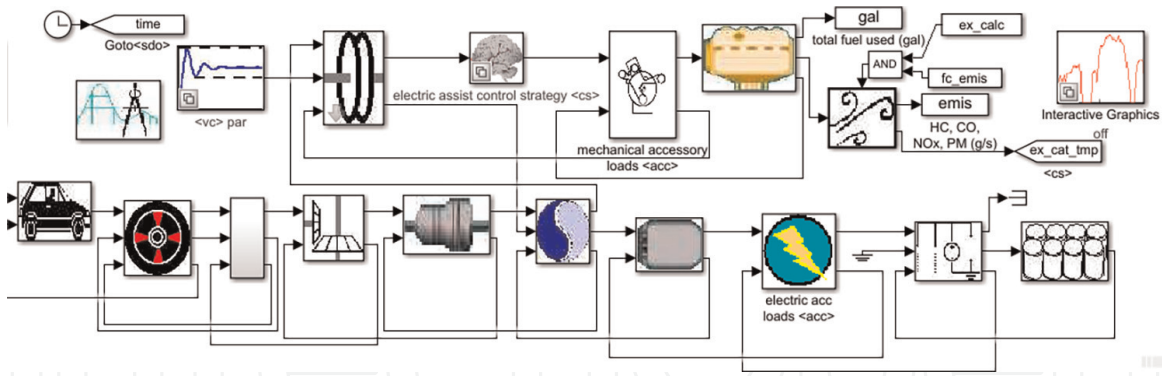 time
Goto<sdo>
<vc> par
electric assist control strategy <cs>
mechanical accessory
loads <acc>
gal
total fuel used (gal)
ex_calc
AND
fc_emis
emis
HC, CO,
NOx, PM (g/s)
Interactive Graphics
off
ex_cat_tmp
<cs>
electric acc
loads <acc>